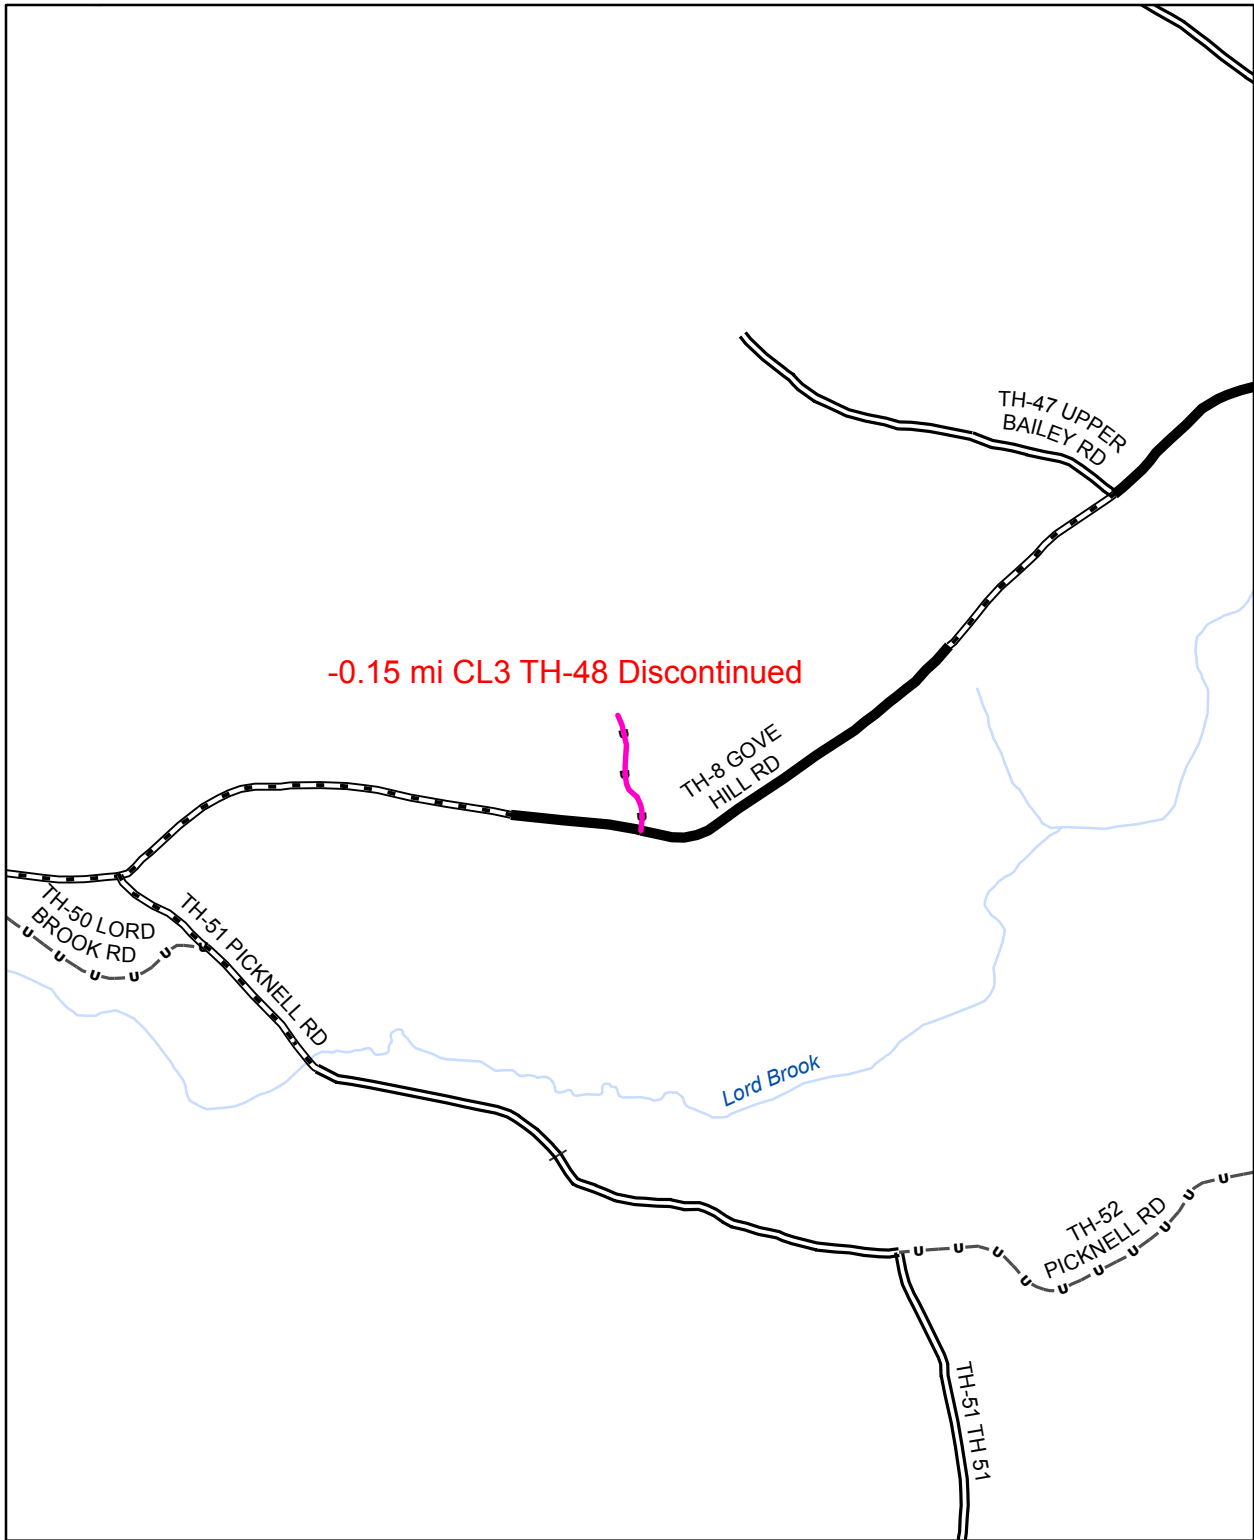 TH-47 UPPER
BAILEY RD
-0.15 mi CL3 TH-48 Discontinued
TH-8 GOVE
HILL RD
TH-50 LORD
BROOK RD
TH-51 PICKNELL RD
Lord Brook
TH-52
PICKNELL RD
TH-51 TH 51